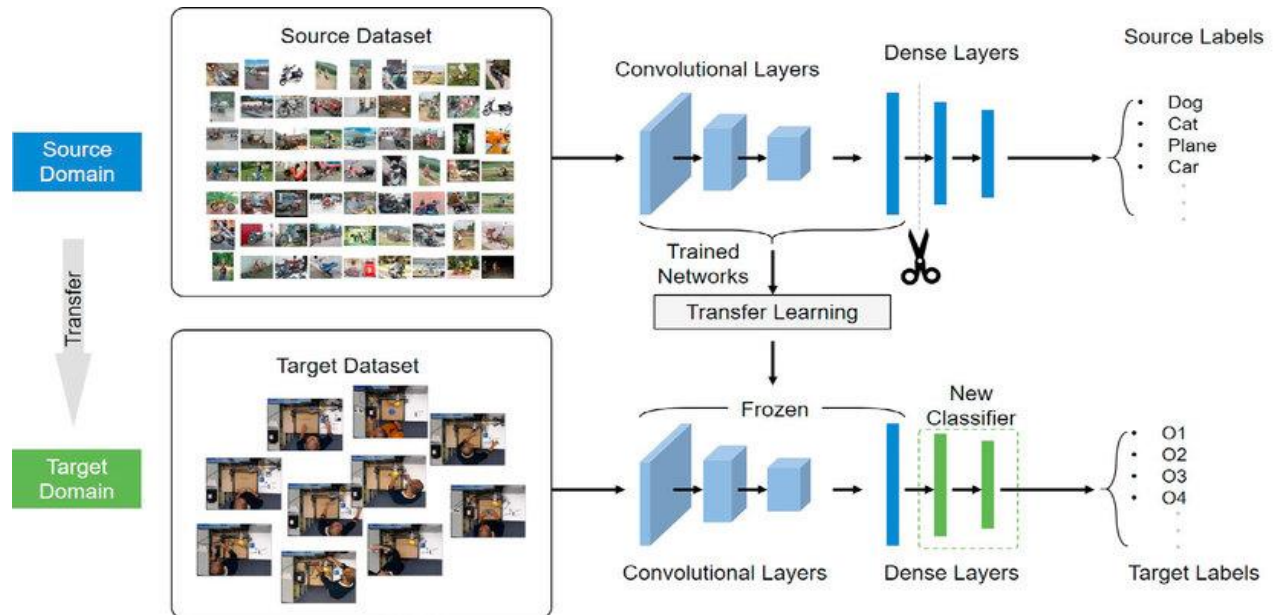 Source Dataset
Convolutional Layers
Dense Layers
Source Labels
Source
Domain
• Dog
• Cat
• Plane
• Car
Trained
Networks
Transfer Learning
Transfer
Target Dataset
Frozen
New
Classifier
Target
Domain
• O1
• O2
• O3
• O4
Convolutional Layers
Dense Layers
Target Labels